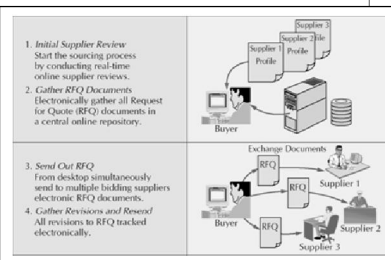 1. Initial Supplier Review
Start the sourcing process
by conducting real-time
online supplier reviews.
2. Gather RFQ Documents
Electronically gather all Request
for Quote (RFQ) documents in
a central online repository.
Supplier 3
Supplier 2 file
Supplier 1 Profile
Profile
Buyer
3. Send Out RFQ
From desktop simultaneously
send to multiple bidding suppliers
electronic RFQ documents.
4. Gather Revisions and Resend
All revisions to RFQ tracked
electronically.
Exchange Documents
RFQ
Supplier 1
RFQ
Supplier 2
Buyer
RFQ
Supplier 3